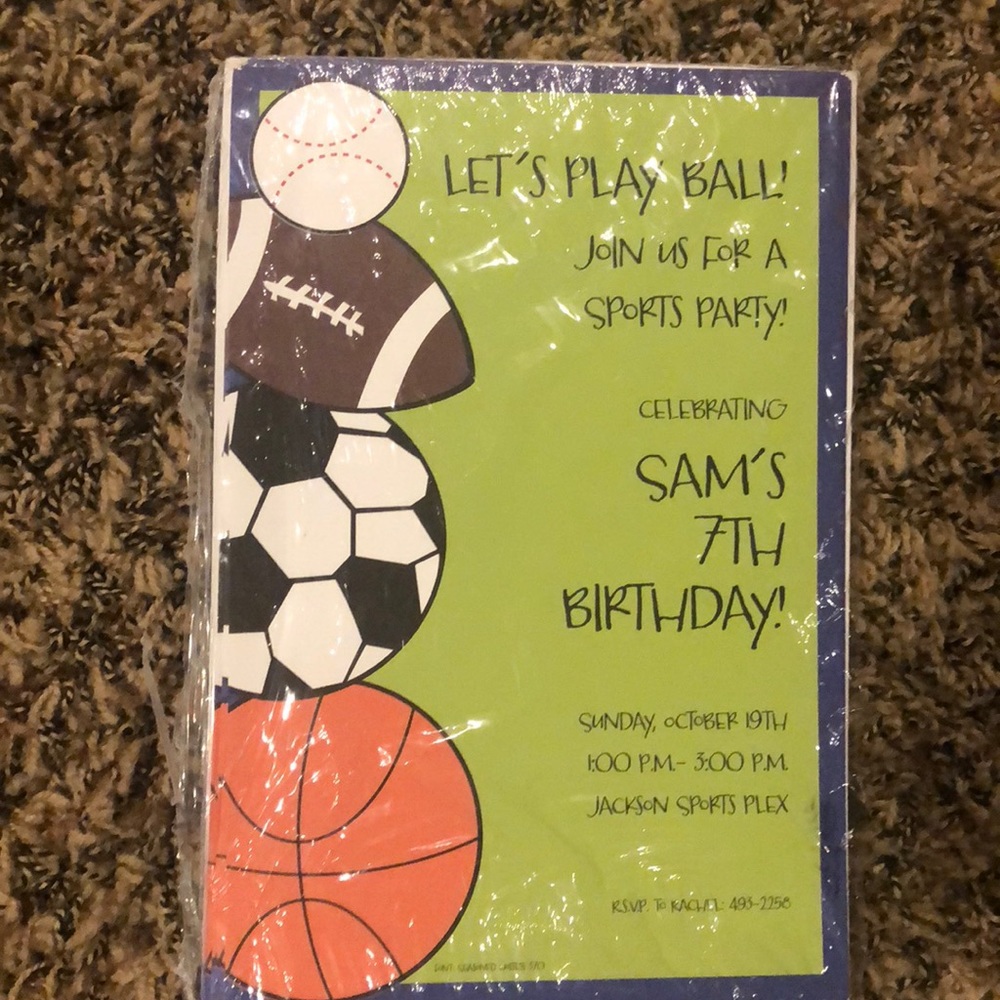 LET'S PLAY BALL!
JOIN US FOR A
SPORTS PARTY!
CELEBRATING
SAM'S
7TH
BIRTHDAY!
SUNDAY, OCTOBER 19TH
1:00 P.M.- 3:00 P.M.
JACKSON SPORTS PLEX
R.S.V.P. TO RACHEL: 493-2258